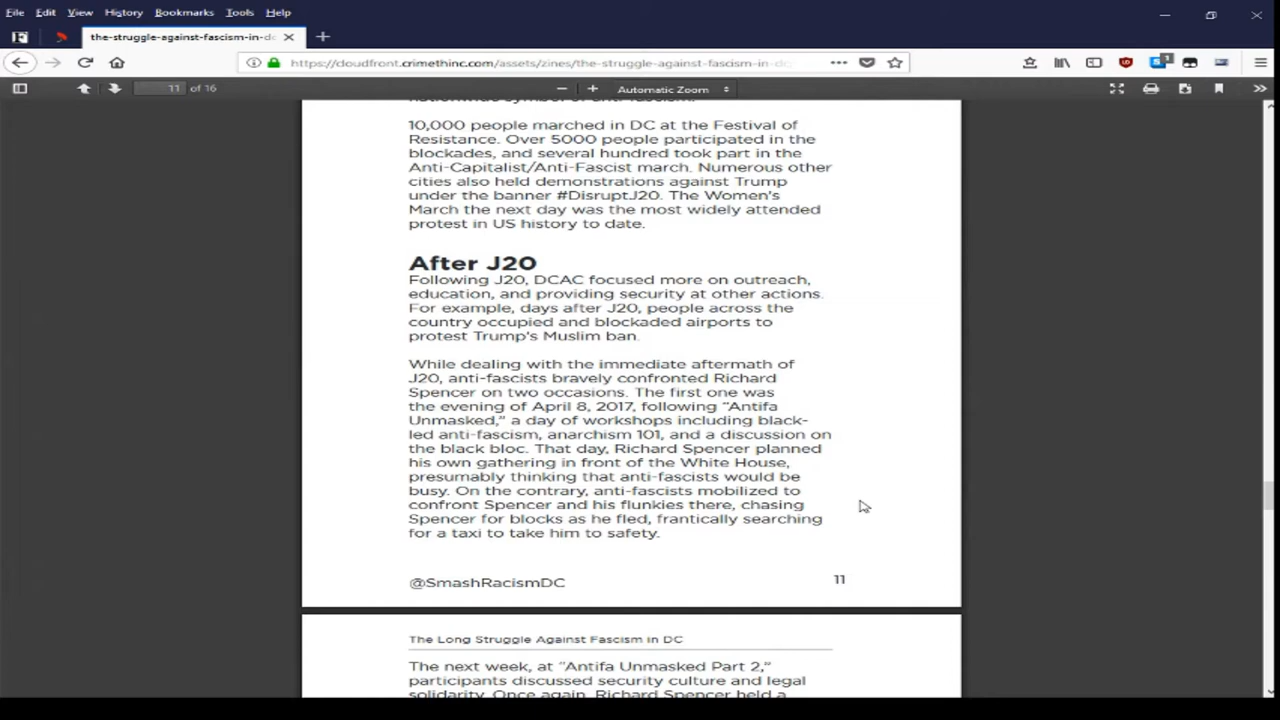 File Edit View History Bookmarks Tools Help
the-struggle-against-fascism-in-dc
https://cloudfront.crimethinc.com/assets/zines/the-struggle-against-fascism-in-dc
11 of 16
Automatic Zoom
nationwide symbol of anti-fascism.
10,000 people marched in DC at the Festival of
Resistance. Over 5000 people participated in the
blockades, and several hundred took part in the
Anti-Capitalist/Anti-Fascist march. Numerous other
cities also held demonstrations against Trump
under the banner #DisruptJ20. The Women's
March the next day was the most widely attended
protest in US history to date.
After J20
Following J20, DCAC focused more on outreach,
education, and providing security at other actions.
For example, days after J20, people across the
country occupied and blockaded airports to
protest Trump's Muslim ban.
While dealing with the immediate aftermath of
J20, anti-fascists bravely confronted Richard
Spencer on two occasions. The first one was
the evening of April 8, 2017, following “Antifa
Unmasked,” a day of workshops including black-
led anti-fascism, anarchism 101, and a discussion on
the black bloc. That day, Richard Spencer planned
his own gathering in front of the White House,
presumably thinking that anti-fascists would be
busy. On the contrary, anti-fascists mobilized to
confront Spencer and his flunkies there, chasing
Spencer for blocks as he fled, frantically searching
for a taxi to take him to safety.
@SmashRacismDC
11
The Long Struggle Against Fascism in DC
The next week, at “Antifa Unmasked Part 2,”
participants discussed security culture and legal
solidarity. Once again, Richard Spencer held a